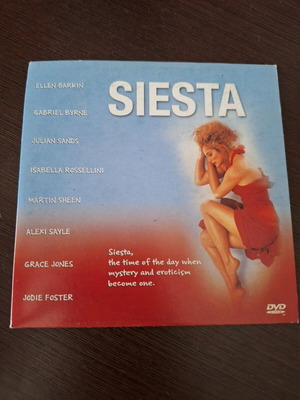 SIESTA
ELLEN BARKIN
GABRIEL BYRNE
JULIAN SANDS
ISABELLA ROSSELLINI
MARTIN SHEEN
ALEXI SAYLE
GRACE JONES
JODIE FOSTER
Siesta,
the time of the day when
mystery and eroticism
become one.
DVD